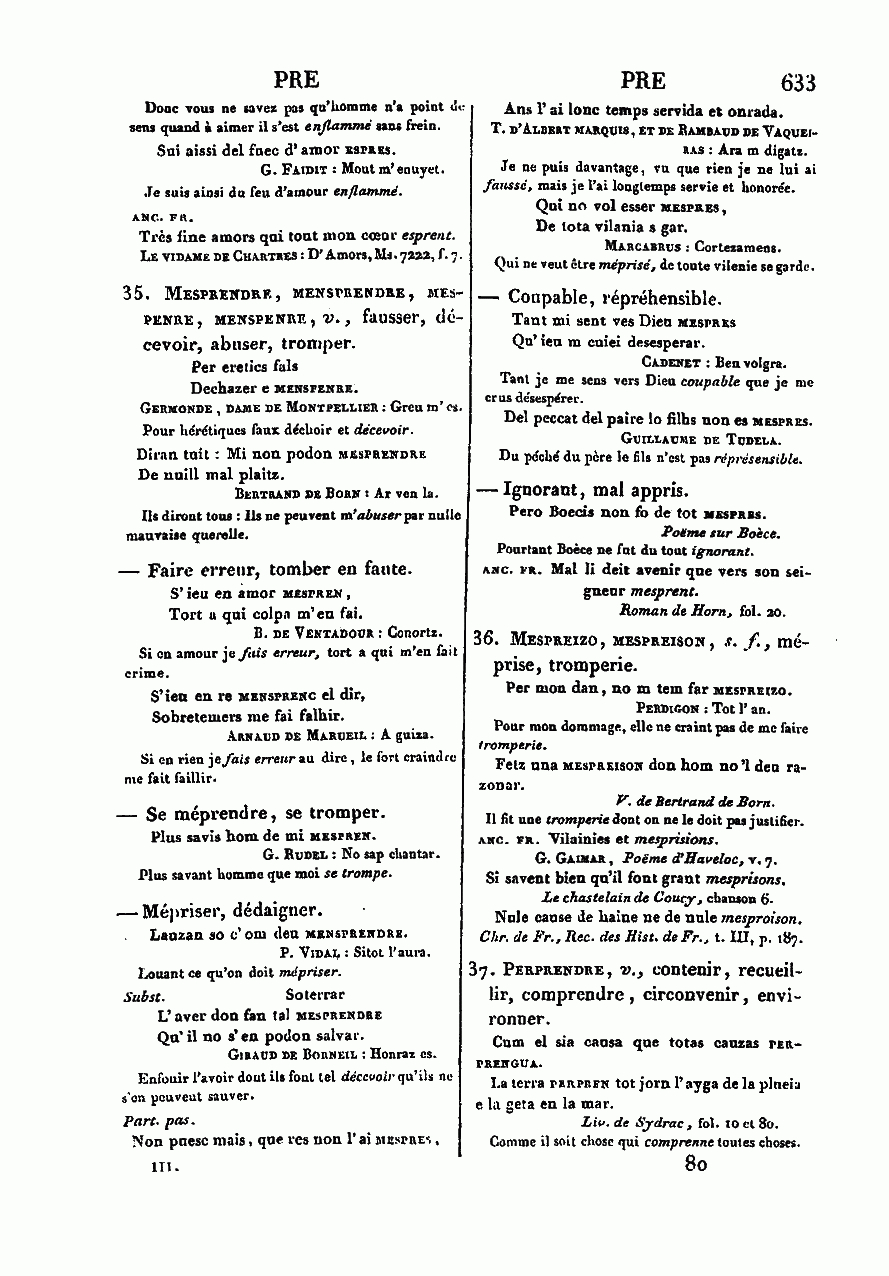 PRE
PRE
633
Donc vous ne savez pas qu'homme n'a point de
sens quand à aimer il s'est enflammé sans frein.
Sui aissi del fuec d'amor ESPRES.
G. FAIDIT : Mout m'enuyet.
Je suis ainsi du feu d'amour enflammé.
ANC. FR.
Très fine amors qui tout mon cœur esprent.
LE VIDAME DE CHARTRES : D'Amors, Ms. 7222, f. 7.
35. MESPRENDRE, MENSPRENDRE, MES-
PENRE, MENSPENRE, v., fausser, dé-
cevoir, abuser, tromper.
Per eretics fals
Dechazer e MENSPENRE.
GERMONDE, DAME DE MONTPELLIER : Greu m'es.
Pour hérétiques faux déchoir et décevoir.
Diran tuit : Mi non podon MESPRENDRE
De nuill mal plaitz.
BERTRAND DE BORN : Ar ven la.
Ils diront tous : Ils ne peuvent m'abuser par nulle
mauvaise querelle.
— Faire erreur, tomber en faute.
S'ieu en amor MESPREN,
Tort a qui colpa m'en fai.
B. DE VENTADOUR : Conortz.
Si en amour je fais erreur, tort a qui m'en fait
crime.
S'ieu en re MENSPRENC el dir,
Sobretemers me fai falhir.
ARNAUD DE MARUEIL : A guiza.
Si en rien je fais erreur au dire, le fort craindre
me fait faillir.
— Se méprendre, se tromper.
Plus savis hom de mi MESPREN.
G. RUDEL : No sap chantar.
Plus savant homme que moi se trompe.
— Mépriser, dédaigner.
Lauzan so c'om deu MENSPRENDRE.
P. VIDAL : Sitot l'aura.
Louant ce qu'on doit mépriser.
Subst. Soterrar
L'aver don fan tal MESPRENDRE
Qu'il no s'en podon salvar.
GIRAUD DE BORNEIL : Honraz es.
Enfouir l'avoir dont ils font tel décevoir qu'ils ne
s'en peuvent sauver.
Part. pas.
Non puesc mais, que res non l'ai MESPRES,
III.
Ans l'ai lonc temps servida et onrada.
T. D'ALBERT MARQUIS, ET DE RAMBAUD DE VAQUEI-
RAS : Ara m digatz.
Je ne puis davantage, vu que rien je ne lui ai
faussé, mais je l'ai longtemps servie et honorée.
Qui no vol esser MESPRES,
De tota vilania s gar.
MARCABRUS : Cortezamens.
Qui ne veut être méprisé, de toute vilenie se garde.
— Coupable, répréhensible.
Tant mi sent ves Dieu MESPRES
Qu'ieu m cuiei desesperar.
CADENET : Ben volgra.
Tant je me sens vers Dieu coupable que je me
crus désespérer.
Del peccat del paire lo filhs non es MESPRES.
GUILLAUME DE TUDELA.
Du péché du père le fils n'est pas réprésensible.
— Ignorant, mal appris.
Pero Boecis non fo de tot MESPRES.
Poëme sur Boèce.
Pourtant Boèce ne fut du tout ignorant.
ANC. FR. Mal li deit avenir que vers son sei-
gneur mesprent.
Roman de Horn, fol. 20.
36. MESPREIZO, MESPREISON, s. f., mé-
prise, tromperie.
Per mon dan, no m tem far MESPREIZO.
PERDIGON : Tot l'an.
Pour mon dommage, elle ne craint pas de me faire
tromperie.
Fetz una MESPREISON don hom no'l deu ra-
zonar.
V. de Bertrand de Born.
Il fit une tromperie dont on ne le doit pas justifier.
ANC. FR. Vilainies et mesprisions.
G. GAIMAR, Poëme d'Haveloc, v. 7.
Si savent bien qu'il font grant mesprisons.
Le chastelain de Coucy, chanson 6.
Nule cause de haine ne de nule mesproison.
Chr. de Fr., Rec. des Hist. de Fr., t. III, p. 187.
37. PERPRENDRE, v., contenir, recueil-
lir, comprendre, circonvenir, envi-
ronner.
Cum el sia causa que totas causas PER-
PRENGUA.
La terra PERPREN tot jorn l'ayga de la plueia
e la geta en la mar.
Liv. de Sydrac, fol. 10 et 80.
Comme il soit chose qui comprenne toutes choses.
80